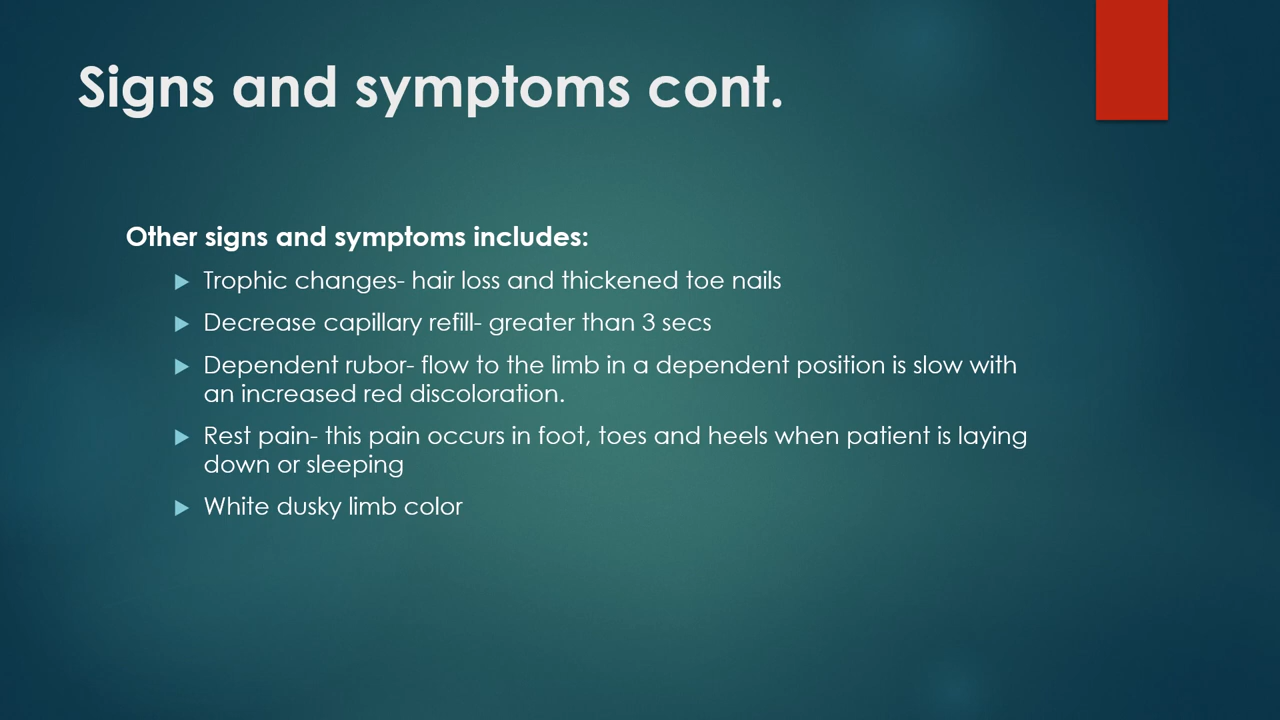 Signs and symptoms cont.
Other signs and symptoms includes:
Trophic changes- hair loss and thickened toe nails
Decrease capillary refill- greater than 3 secs
Dependent rubor- flow to the limb in a dependent position is slow with
an increased red discoloration.
Rest pain- this pain occurs in foot, toes and heels when patient is laying
down or sleeping
White dusky limb color